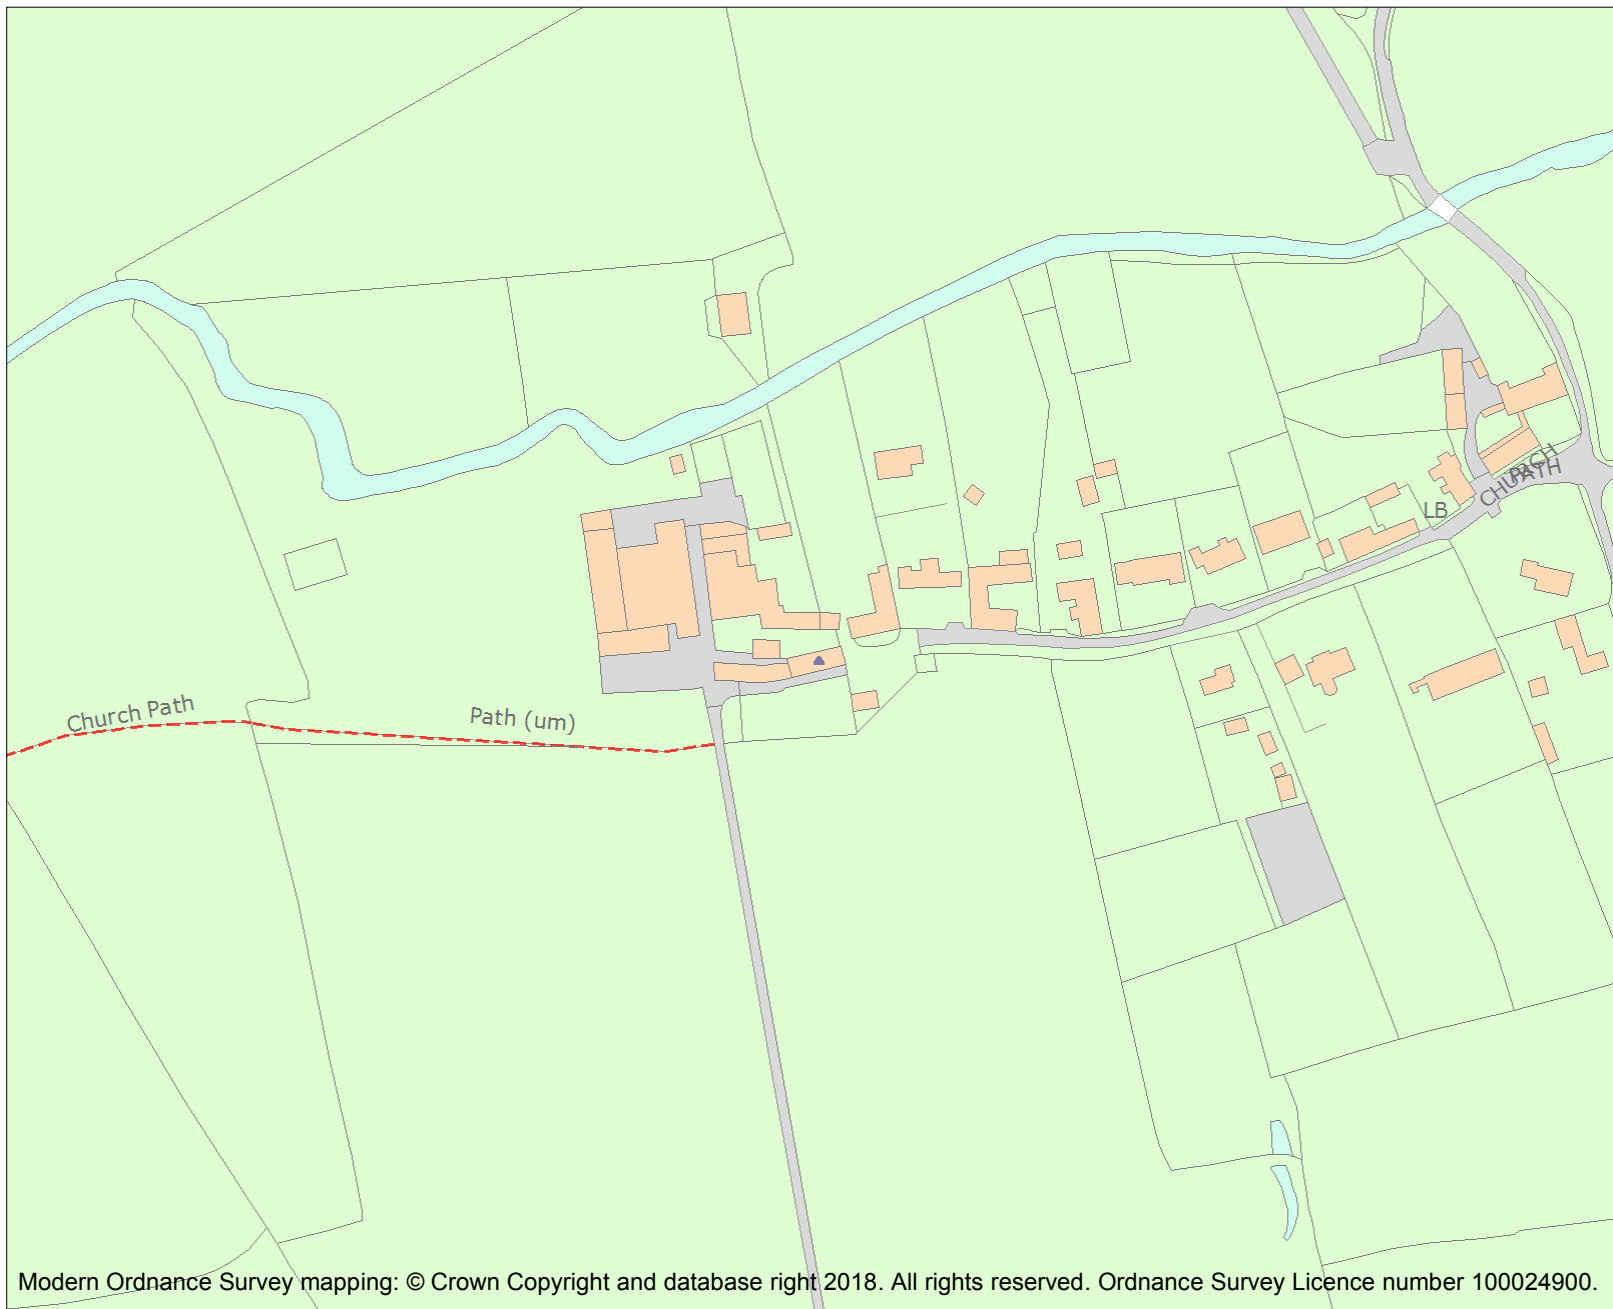 PATH
LB
Church Path
Path (um)
Modern Ordnance Survey mapping: © Crown Copyright and database right 2018. All rights reserved. Ordnance Survey Licence number 100024900.